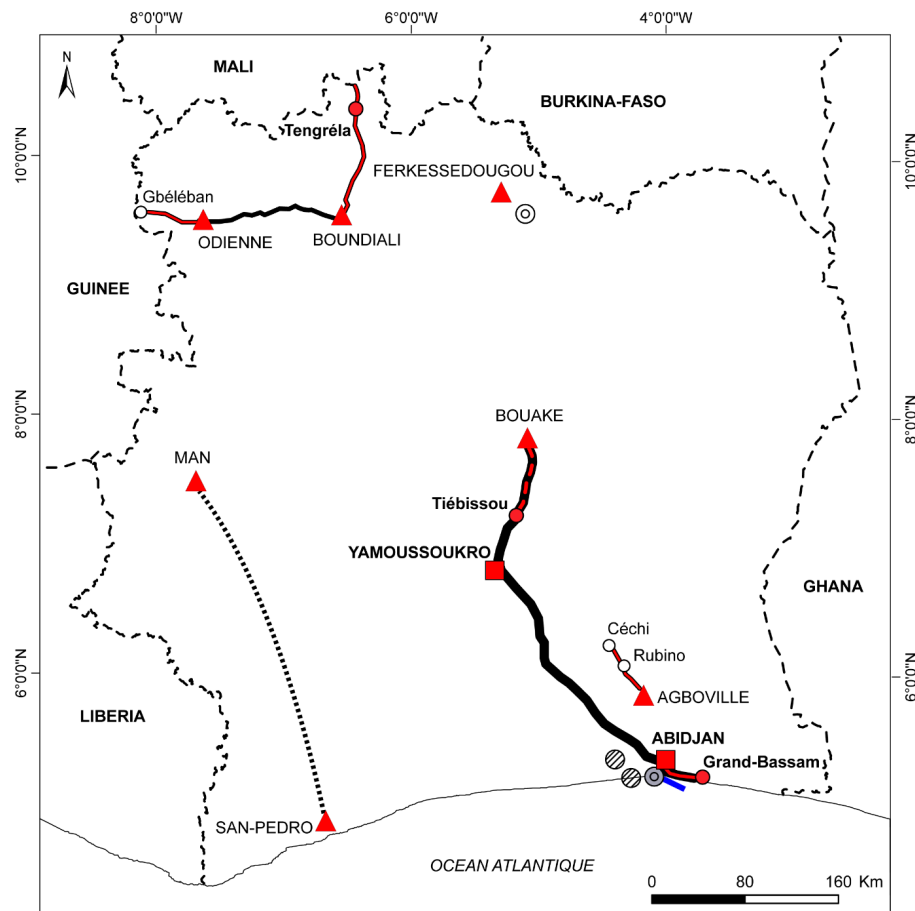 8°0'0"W
6°0'0"W
4°0'0"W
N
MALI
BURKINA-FASO
Tengréla
10°0'0"N
10°0'0"N
FERKESSEDOUGOU
Gbéléban
ODIENNE
BOUNDIALI
GUINEE
8°0'0"N
8°0'0"N
BOUAKE
MAN
Tiébissou
YAMOUSSOUKRO
GHANA
Céchi
Rubino
6°0'0"N
6°0'0"N
AGBOVILLE
LIBERIA
ABIDJAN
Grand-Bassam
SAN-PEDRO
OCEAN ATLANTIQUE
0 80 160 Km